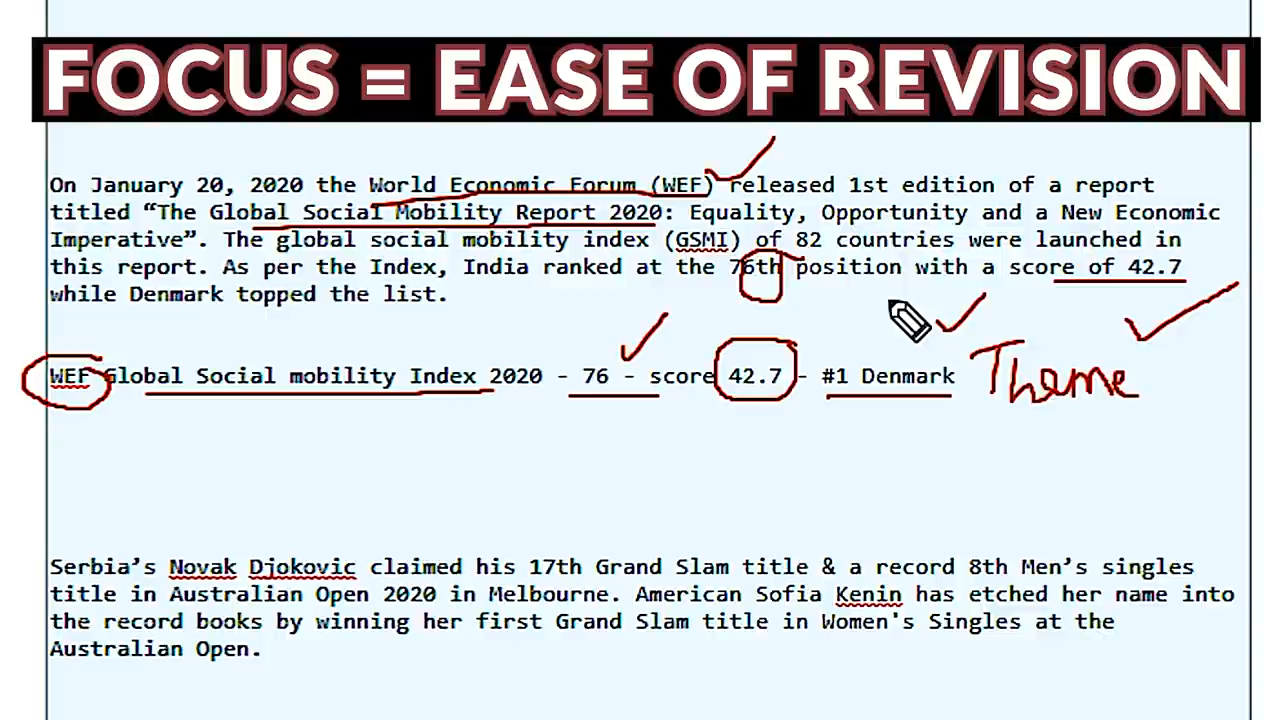 FOCUS = EASE OF REVISION
On January 20, 2020 the World Economic Forum (WEF) released 1st edition of a report
titled “The Global Social Mobility Report 2020: Equality, Opportunity and a New Economic
Imperative”. The global social mobility index (GSMI) of 82 countries were launched in
this report. As per the Index, India ranked at the 76th position with a score of 42.7
while Denmark topped the list.
WEF Global Social mobility Index 2020 - 76 - score 42.7 - #1 Denmark Theme
Serbia’s Novak Djokovic claimed his 17th Grand Slam title & a record 8th Men’s singles
title in Australian Open 2020 in Melbourne. American Sofia Kenin has etched her name into
the record books by winning her first Grand Slam title in Women's Singles at the
Australian Open.